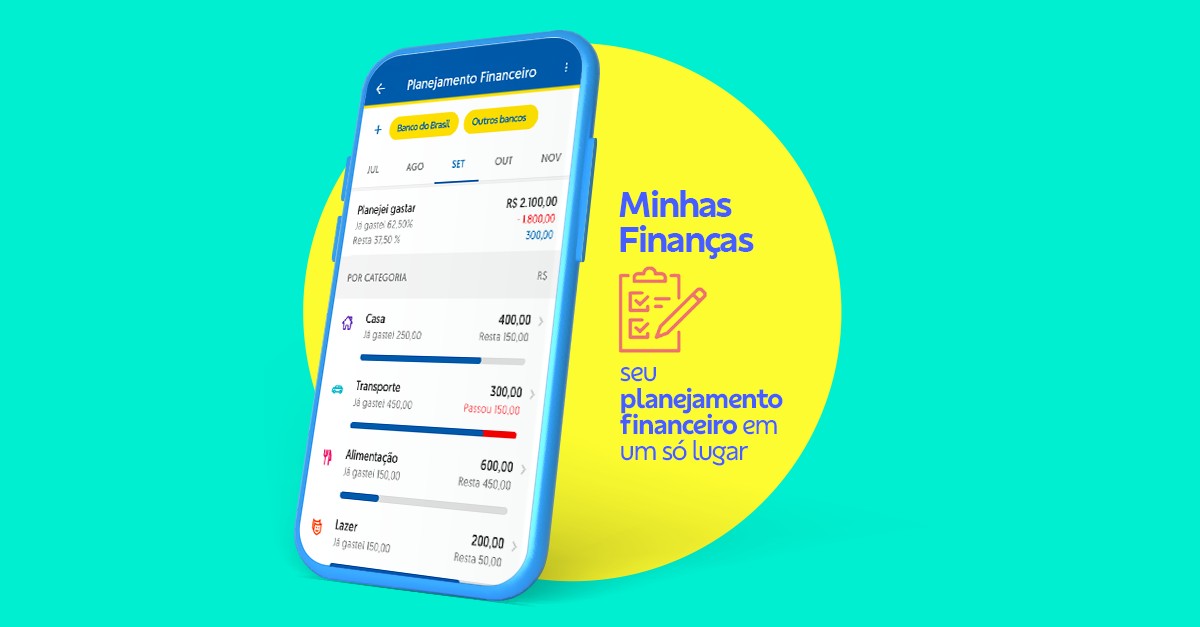 Planejamento Financeiro
+ Banco do Brasil Outros bancos
JUL AGO SET OUT NOV
Planejei gastar R$ 2.100,00
Já gastei 62,50% - 1.800,00
Resta 37,50 % 300,00
POR CATEGORIA R$
Casa 400,00
Já gastei 250,00 Resta 150,00
Transporte 300,00
Já gastei 450,00 Passou 150,00
Alimentação 600,00
Já gastei 150,00 Resta 450,00
Lazer 200,00
Já gastei 150,00 Resta 50,00
Minhas
Finanças
seu
planejamento
financeiro em
um só lugar